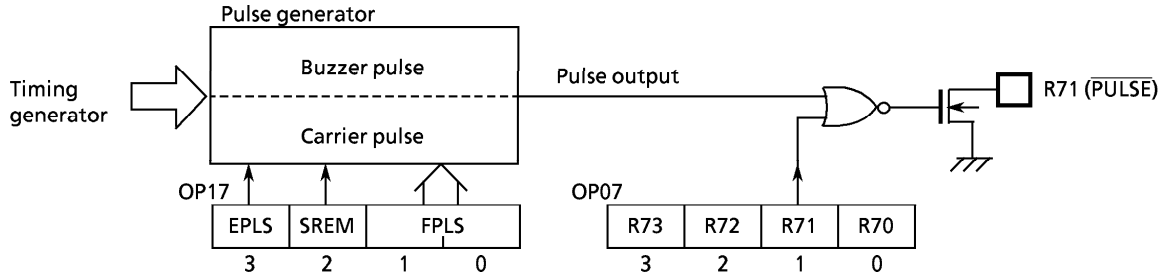 Pulse generator
Buzzer pulse
Timing
generator
Pulse output
R71 (PULSE)
Carrier pulse
OP17
OP07
EPLS SREM FPLS
R73 R72 R71 R70
3 2 1 0
3 2 1 0